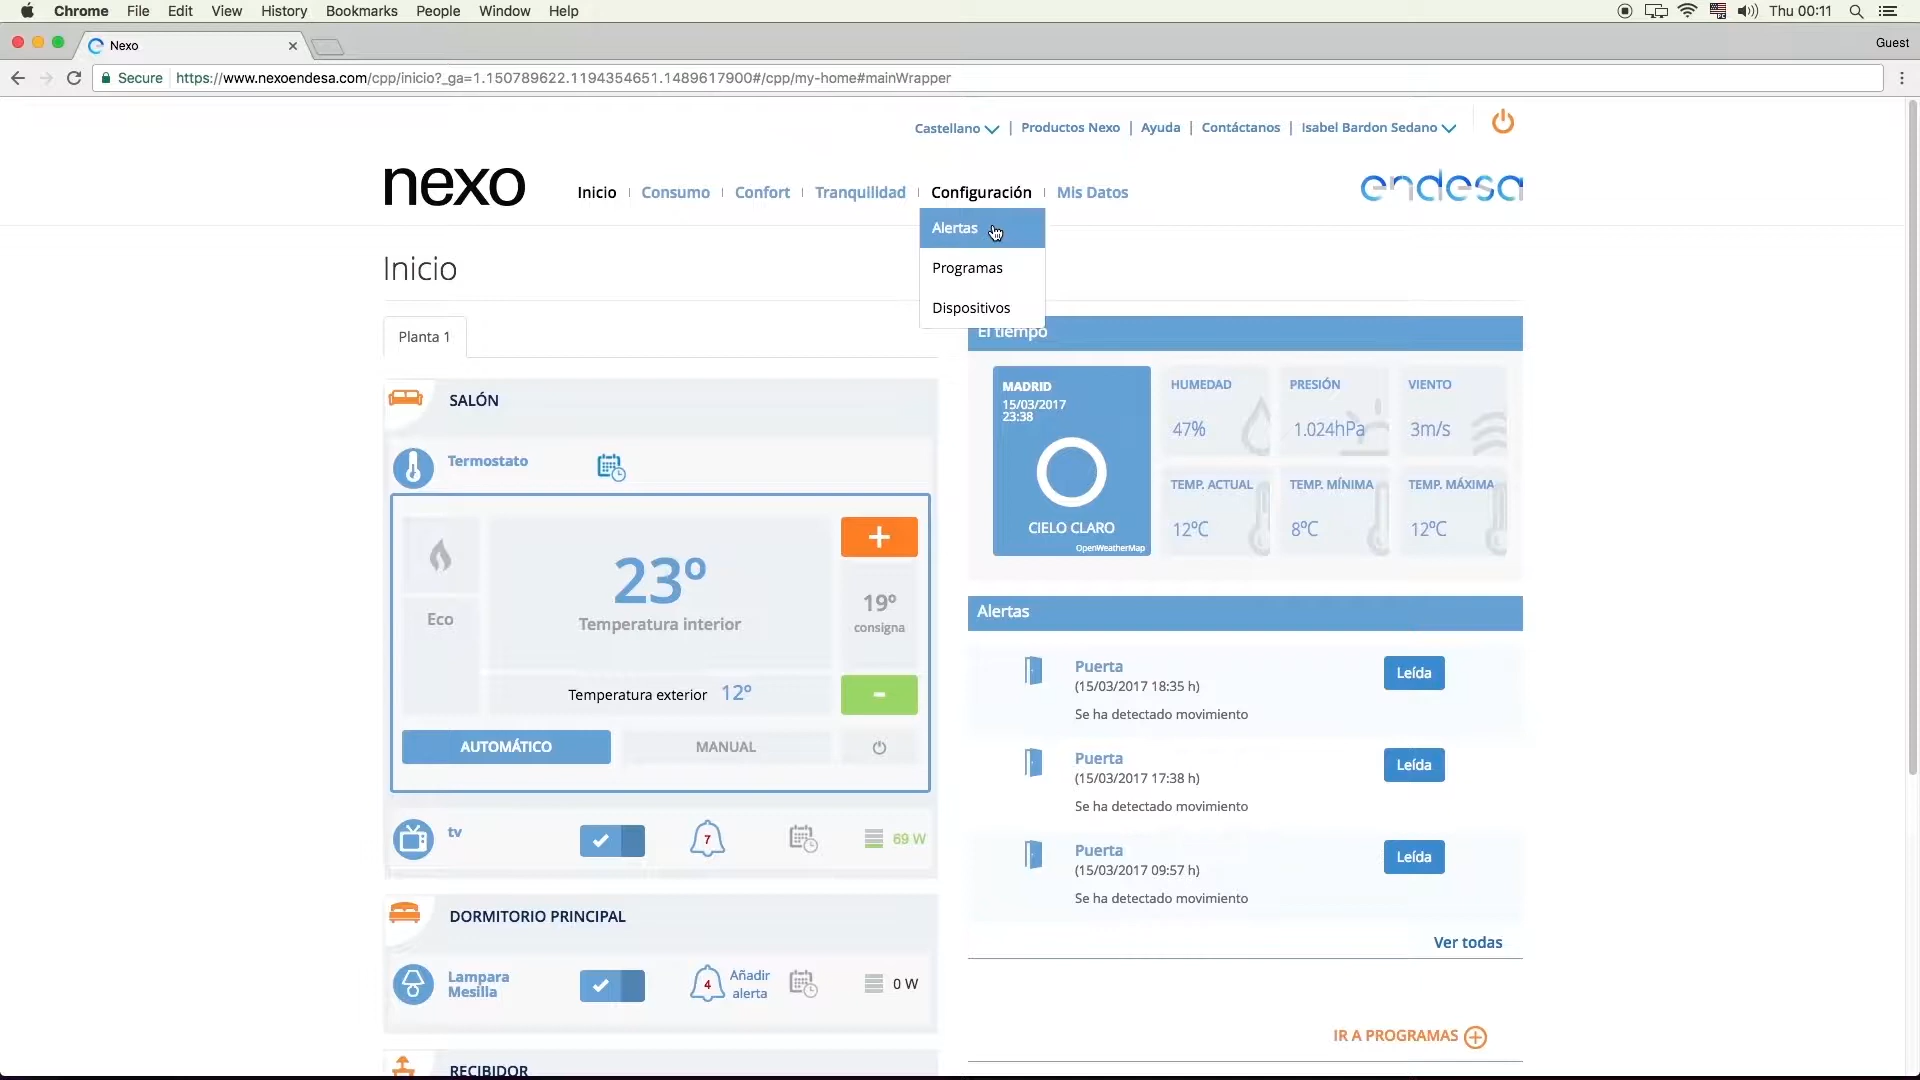 Chrome File Edit View History Bookmarks People Window Help Thu 00:11
Nexo Guest
Secure https://www.nexoendesa.com/cpp/inicio?_ga=1.150789622.1194354651.1489617900#/cpp/my-home#mainWrapper
Castellano | Productos Nexo | Ayuda | Contáctanos | Isabel Bardon Sedano
nexo Inicio Consumo Confort Tranquilidad Configuración Mis Datos endesa
Alertas
Programas
Dispositivos
Inicio
Planta 1
SALÓN
Termostato
Eco
23º
Temperatura interior
+
19º
consigna
-
Temperatura exterior 12º
AUTOMÁTICO MANUAL
tv 7 69 W
DORMITORIO PRINCIPAL
Lampara
Mesilla
4
Añadir
alerta
0 W
RECIBIDOR
El tiempo
MADRID
15/03/2017
23:38
CIELO CLARO
OpenWeatherMap
HUMEDAD
47%
PRESIÓN
1.024hPa
VIENTO
3m/s
TEMP. ACTUAL
12ºC
TEMP. MÍNIMA
8ºC
TEMP. MÁXIMA
12ºC
Alertas
Puerta
(15/03/2017 18:35 h)
Se ha detectado movimiento
Leída
Puerta
(15/03/2017 17:38 h)
Se ha detectado movimiento
Leída
Puerta
(15/03/2017 09:57 h)
Se ha detectado movimiento
Leída
Ver todas
IR A PROGRAMAS